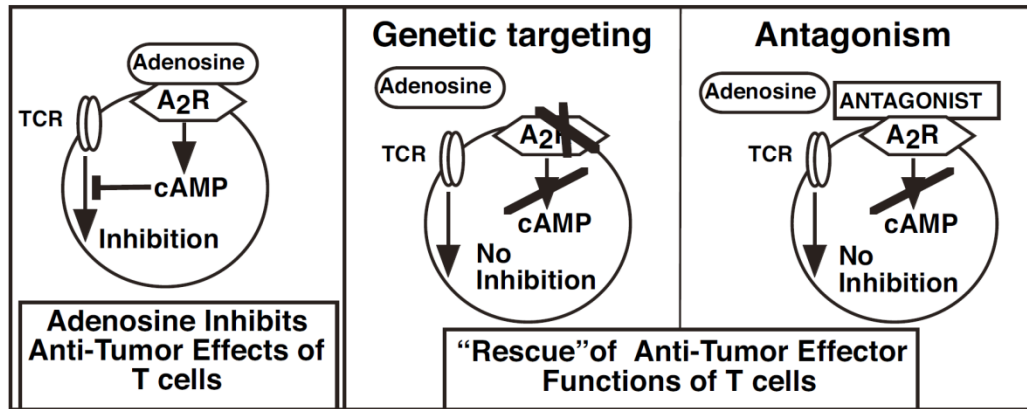 Adenosine
A2R
TCR
cAMP
Inhibition
Adenosine Inhibits
Anti-Tumor Effects of
T cells
Genetic targeting
Adenosine
A2R
TCR
cAMP
No
Inhibition
Antagonism
Adenosine
ANTAGONIST
A2R
TCR
cAMP
No
Inhibition
“Rescue”of Anti-Tumor Effector
Functions of T cells